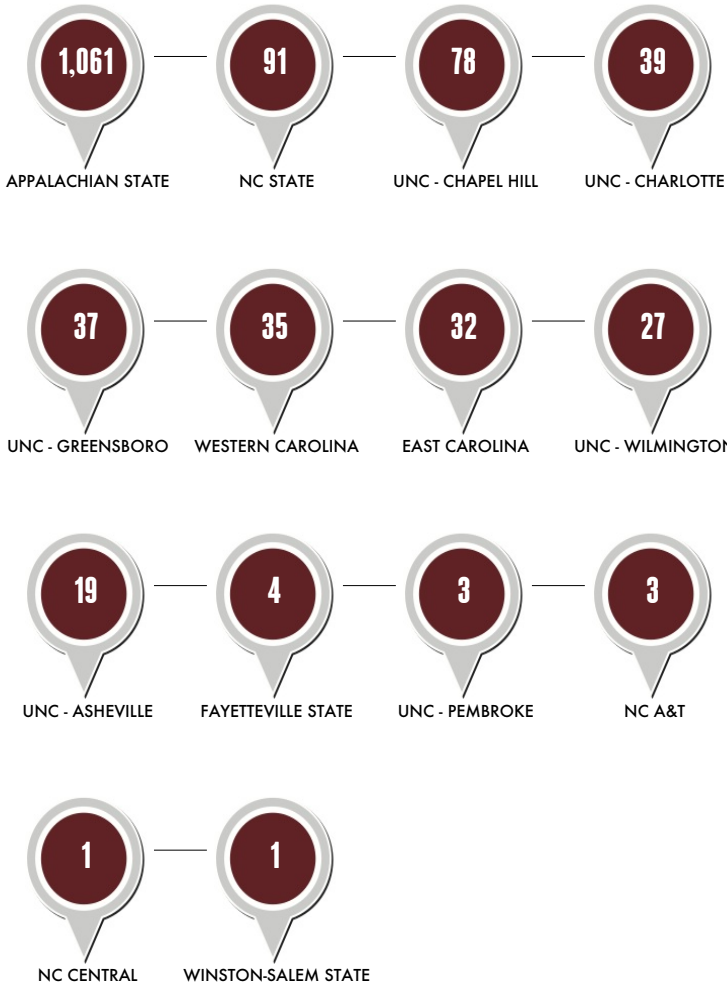 1,061 91 78 39
APPALACHIAN STATE NC STATE UNC - CHAPEL HILL UNC - CHARLOTTE
37 35 32 27
UNC - GREENSBORO WESTERN CAROLINA EAST CAROLINA UNC - WILMINGTON
19 4 3 3
UNC - ASHEVILLE FAYETTEVILLE STATE UNC - PEMBROKE NC A&T
1 1
NC CENTRAL WINSTON-SALEM STATE